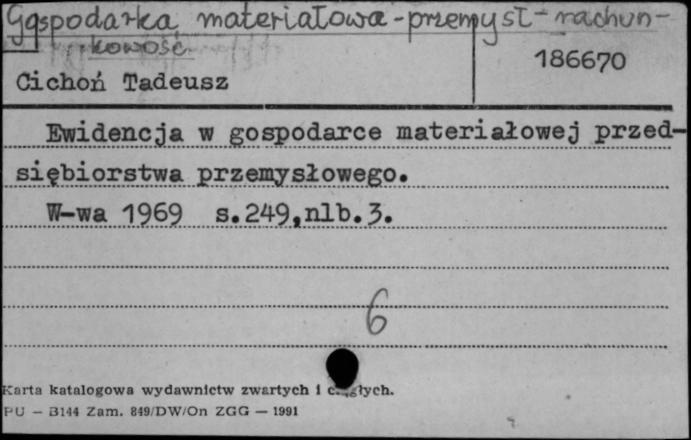 Gospodarka materiałowa - przemysł - rachun-
kowość
186670
Cichoń Tadeusz
Ewidencja w gospodarce materiałowej przed-
siębiorstwa przemysłowego.
W-wa 1969 s.249,nlb.3.
6
Karta katalogowa wydawnictw zwartych i ciągłych.
PU — B144 Zam. 849/DW/On ZGG — 1991